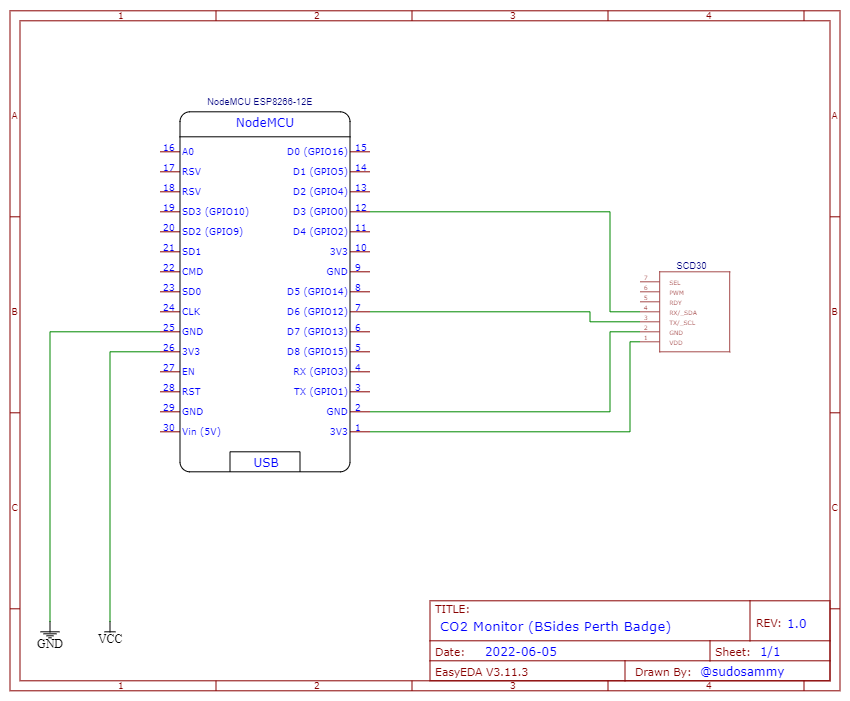 1 2 3 4
A A
B B
C C
NodeMCU ESP8266-12E
NodeMCU
16 A0 D0 (GPIO16) 15
17 RSV D1 (GPIO5) 14
18 RSV D2 (GPIO4) 13
19 SD3 (GPIO10) D3 (GPIO0) 12
20 SD2 (GPIO9) D4 (GPIO2) 11
21 SD1 3V3 10
22 CMD GND 9
23 SD0 D5 (GPIO14) 8
24 CLK D6 (GPIO12) 7
25 GND D7 (GPIO13) 6
26 3V3 D8 (GPIO15) 5
27 EN RX (GPIO3) 4
28 RST TX (GPIO1) 3
29 GND GND 2
30 Vin (5V) 3V3 1
USB
SCD30
7 SEL
6 PWM
5 RDY
4 RX/_SDA
3 TX/_SCL
2 GND
1 VDD
GND VCC
TITLE:
CO2 Monitor (BSides Perth Badge)
REV: 1.0
Date: 2022-06-05
Sheet: 1/1
EasyEDA V3.11.3
Drawn By: @sudosammy
1 2 3 4